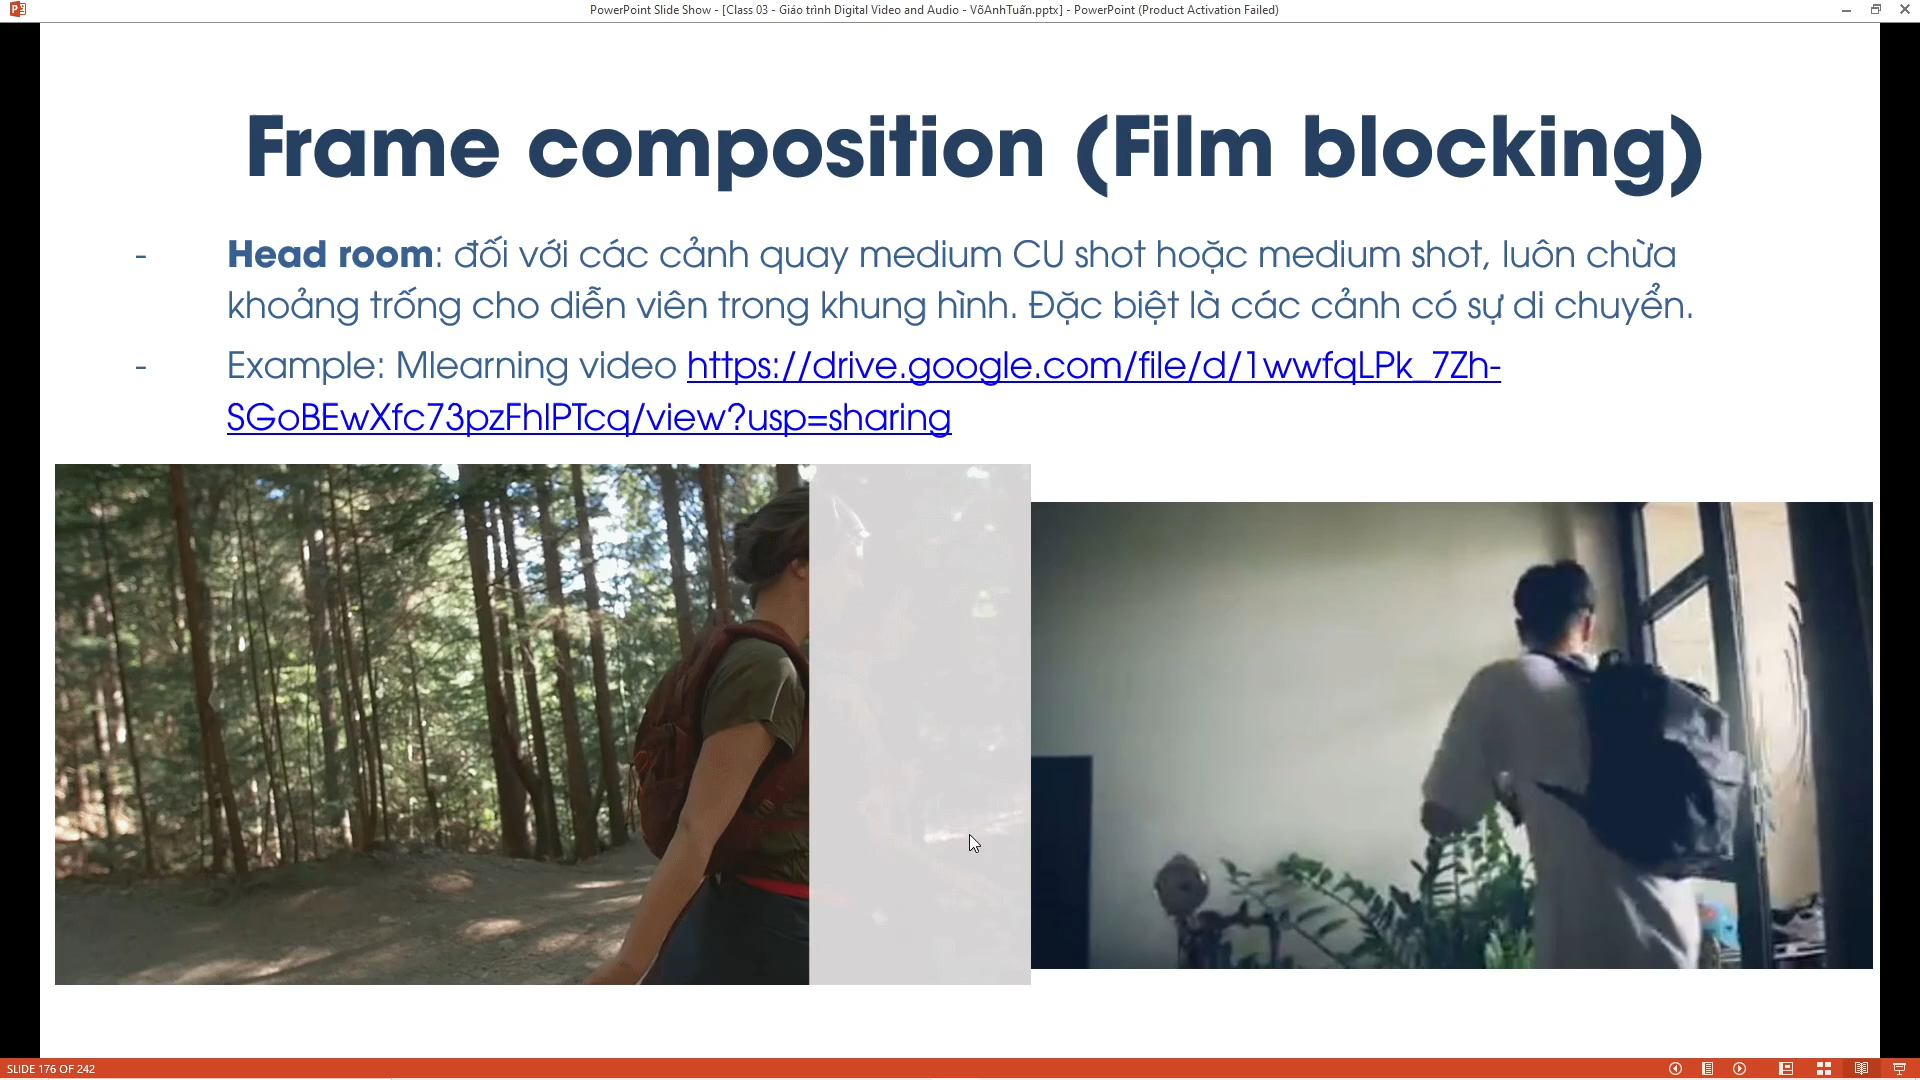 PowerPoint Slide Show - [Class 03 - Giáo trình Digital Video and Audio - VõAnhTuấn.pptx] - PowerPoint (Product Activation Failed)
Frame composition (Film blocking)
- Head room: đối với các cảnh quay medium CU shot hoặc medium shot, luôn chừa
khoảng trống cho diễn viên trong khung hình. Đặc biệt là các cảnh có sự di chuyển.
- Example: Mlearning video https://drive.google.com/file/d/1wwfqLPk_7Zh-
SGoBEwXfc73pzFhlPTcq/view?usp=sharing
SLIDE 176 OF 242